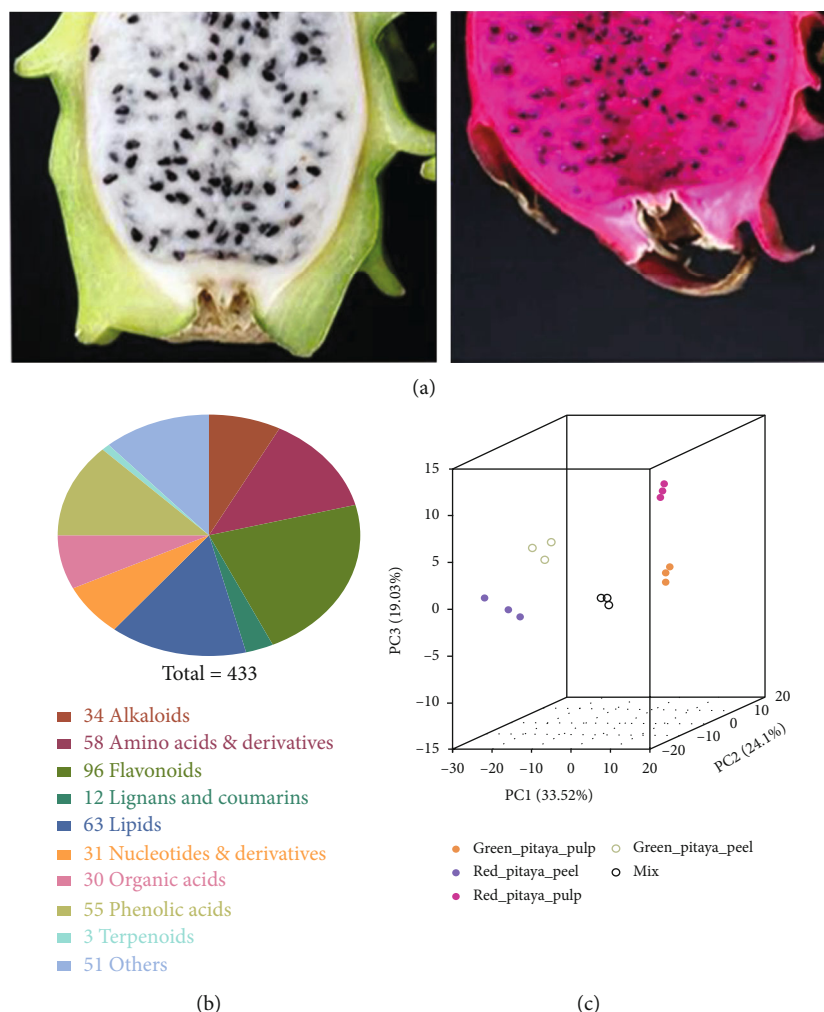 (a)
Total = 433
34 Alkaloids
58 Amino acids & derivatives
96 Flavonoids
12 Lignans and coumarins
63 Lipids
31 Nucleotides & derivatives
30 Organic acids
55 Phenolic acids
3 Terpenoids
51 Others
(b)
15
10
5
0
−5
−10
−15
PC3 (19.03%)
−30 −20 −10 0 10 20
PC1 (33.52%)
−20 −10 0 10 20
PC2 (24.1%)
Green_pitaya_pulp
Red_pitaya_peel
Red_pitaya_pulp
Green_pitaya_peel
Mix
(c)